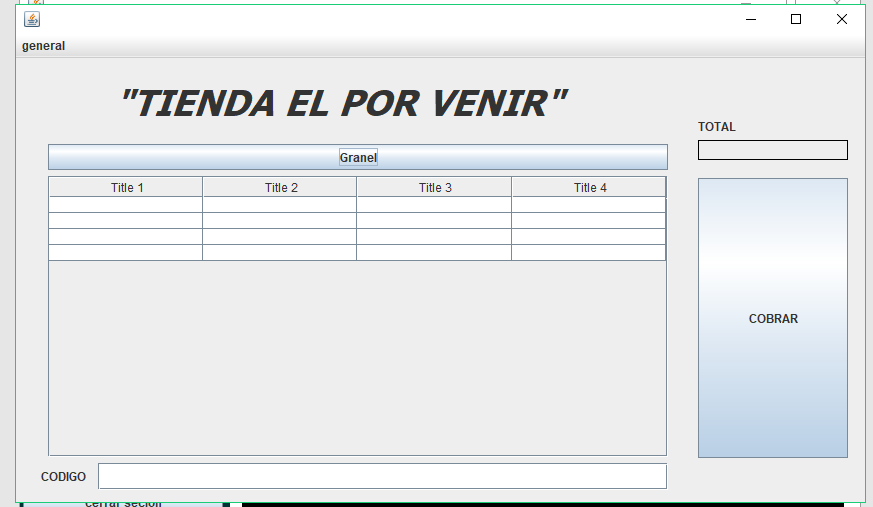 general
"TIENDA EL POR VENIR"
TOTAL
Granel
Title 1 Title 2 Title 3 Title 4
COBRAR
CODIGO
cerrar secion